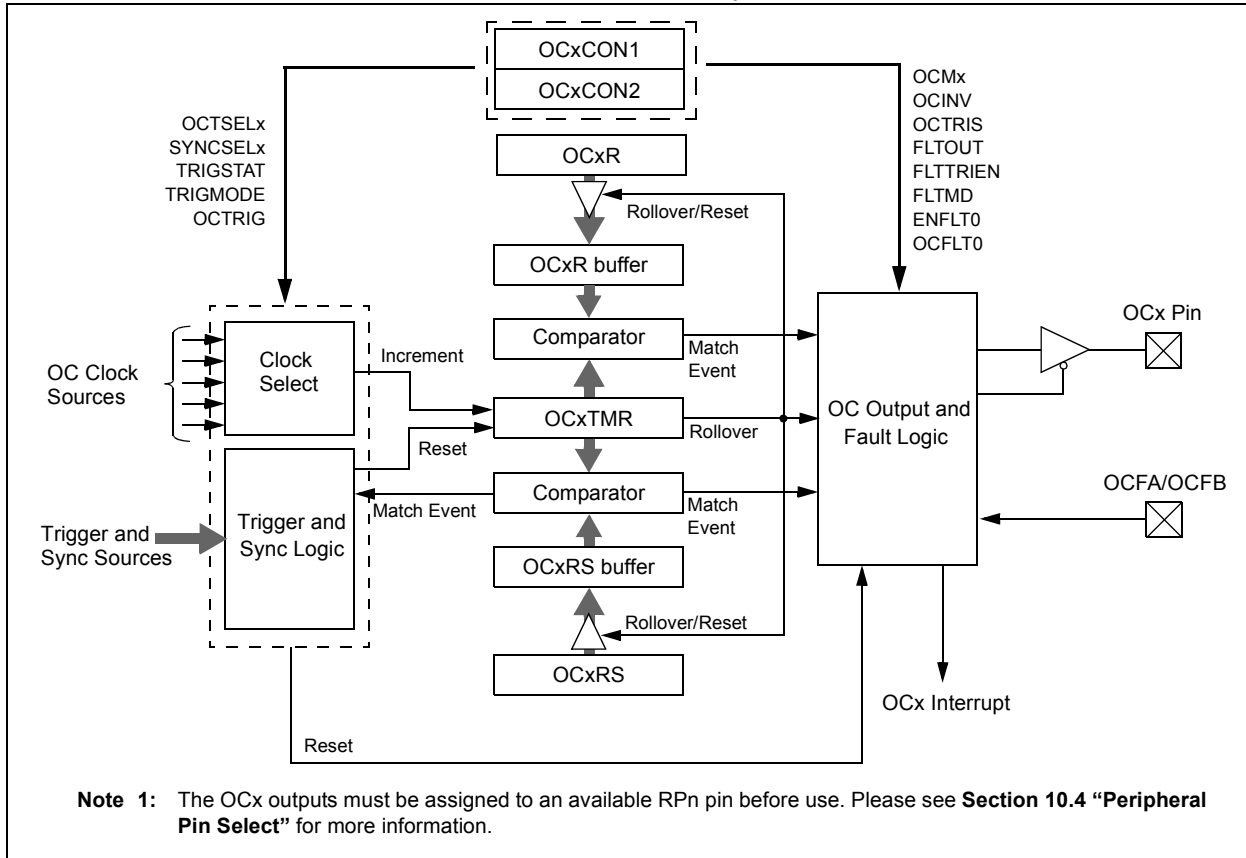 OCxCON1
OCxCON2
OCTSELx
SYNCSELx
TRIGSTAT
TRIGMODE
OCTRIG
OCMx
OCINV
OCTRIS
FLTOUT
FLTTRIEN
FLTMD
ENFLT0
OCFLT0
OCxR
Rollover/Reset
OCxR buffer
OC Clock
Sources
Clock
Select
Increment
Comparator
Match
Event
OCxTMR
Rollover
Reset
Comparator
Match Event
Match
Event
Trigger and
Sync Sources
Trigger and
Sync Logic
OCxRS buffer
Rollover/Reset
OCxRS
OC Output and
Fault Logic
OCx Pin
OCFA/OCFB
OCx Interrupt
Reset
Note 1: The OCx outputs must be assigned to an available RPn pin before use. Please see Section 10.4 “Peripheral
Pin Select” for more information.